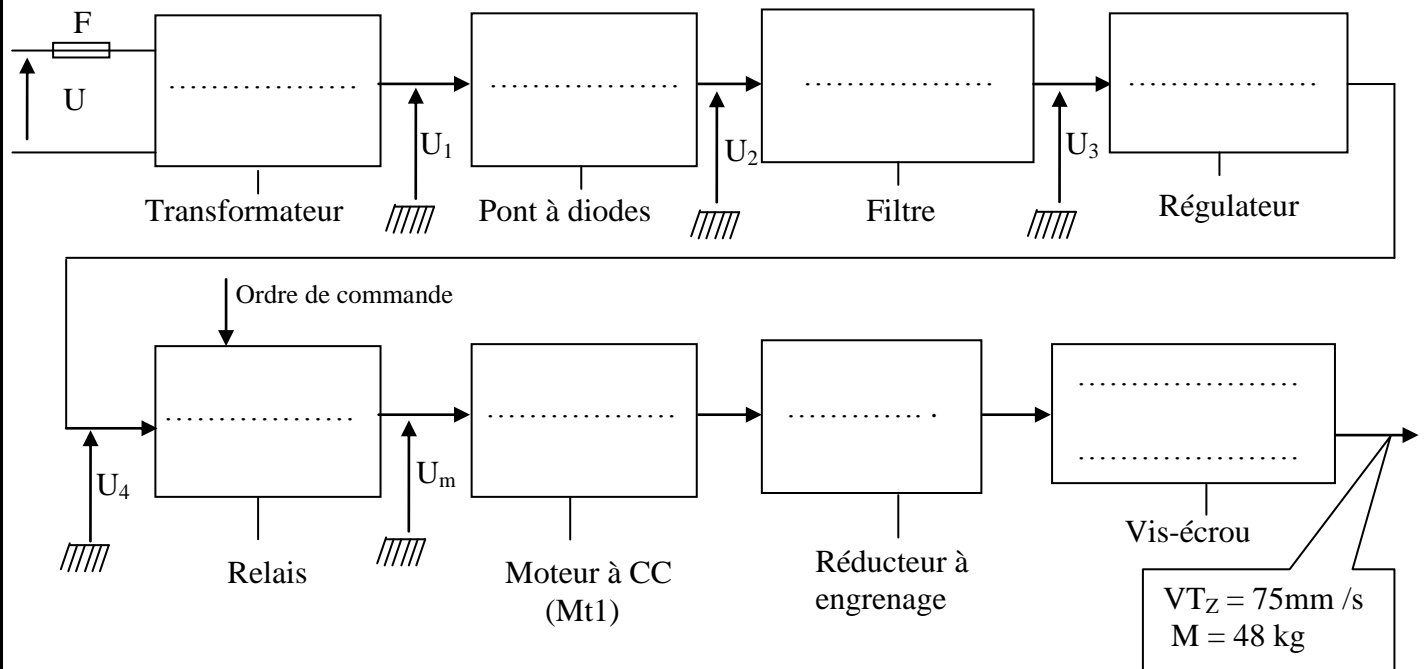 F
U
U1
U2
U3
Transformateur
Pont à diodes
Filtre
Régulateur
Ordre de commande
U4
Um
Relais
Moteur à CC
(Mt1)
Réducteur à
engrenage
Vis-écrou
VTZ = 75mm /s
M = 48 kg